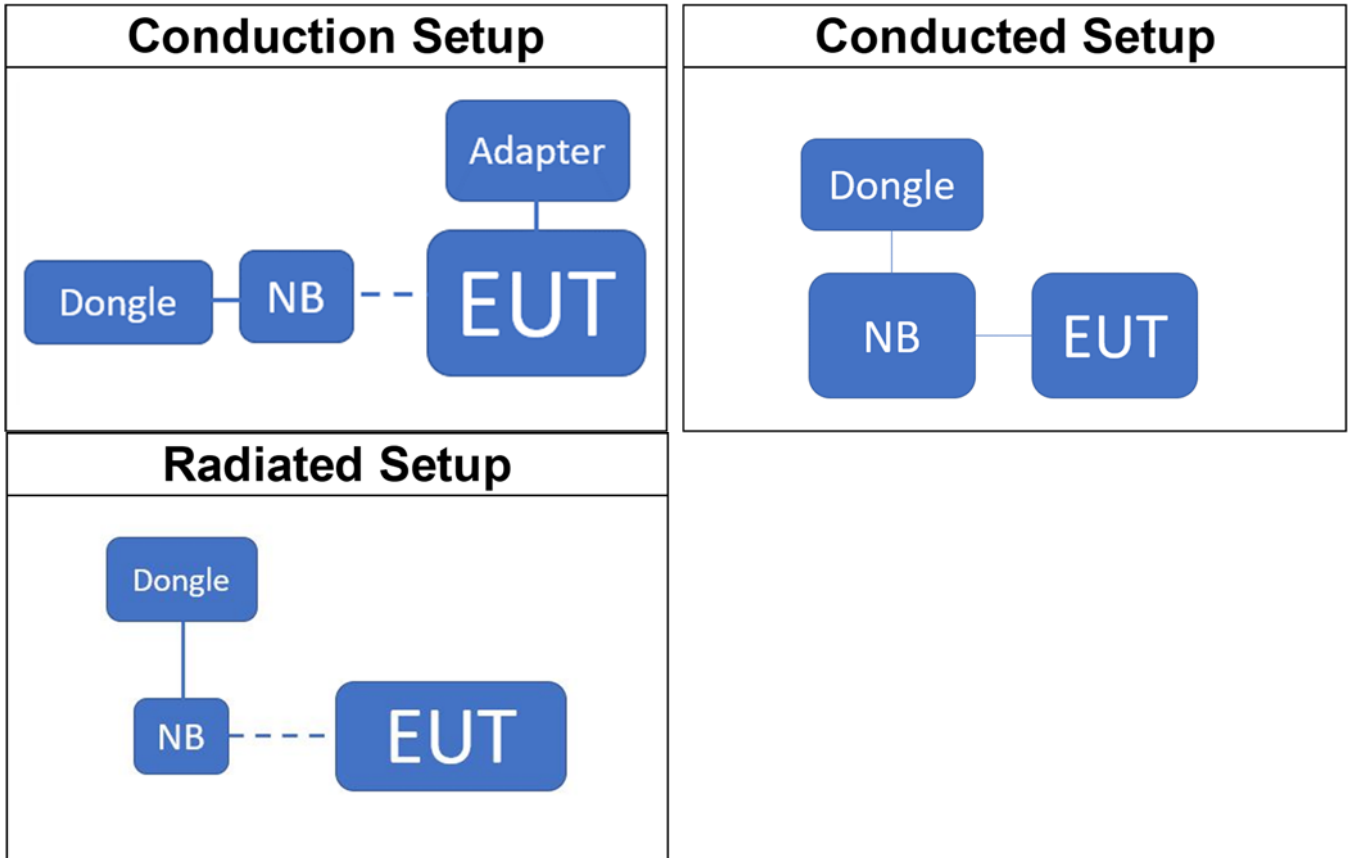 Conduction Setup
Adapter
Dongle
NB
EUT
Conducted Setup
Dongle
NB
EUT
Radiated Setup
Dongle
NB
EUT